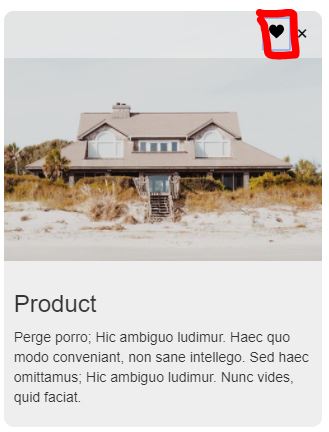 Product
Perge porro; Hic ambiguo ludimur. Haec quo
modo conveniant, non sane intellego. Sed haec
omittamus; Hic ambiguo ludimur. Nunc vides,
quid faciat.